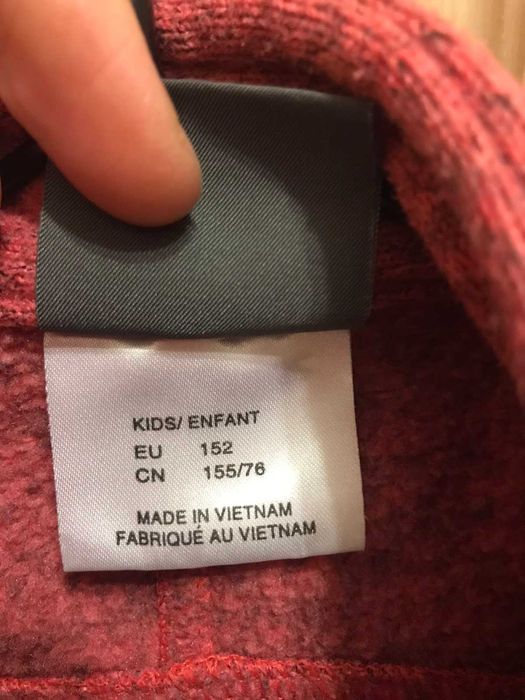 KIDS/ ENFANT
EU 152
CN 155/76
MADE IN VIETNAM
FABRIQUÉ AU VIETNAM